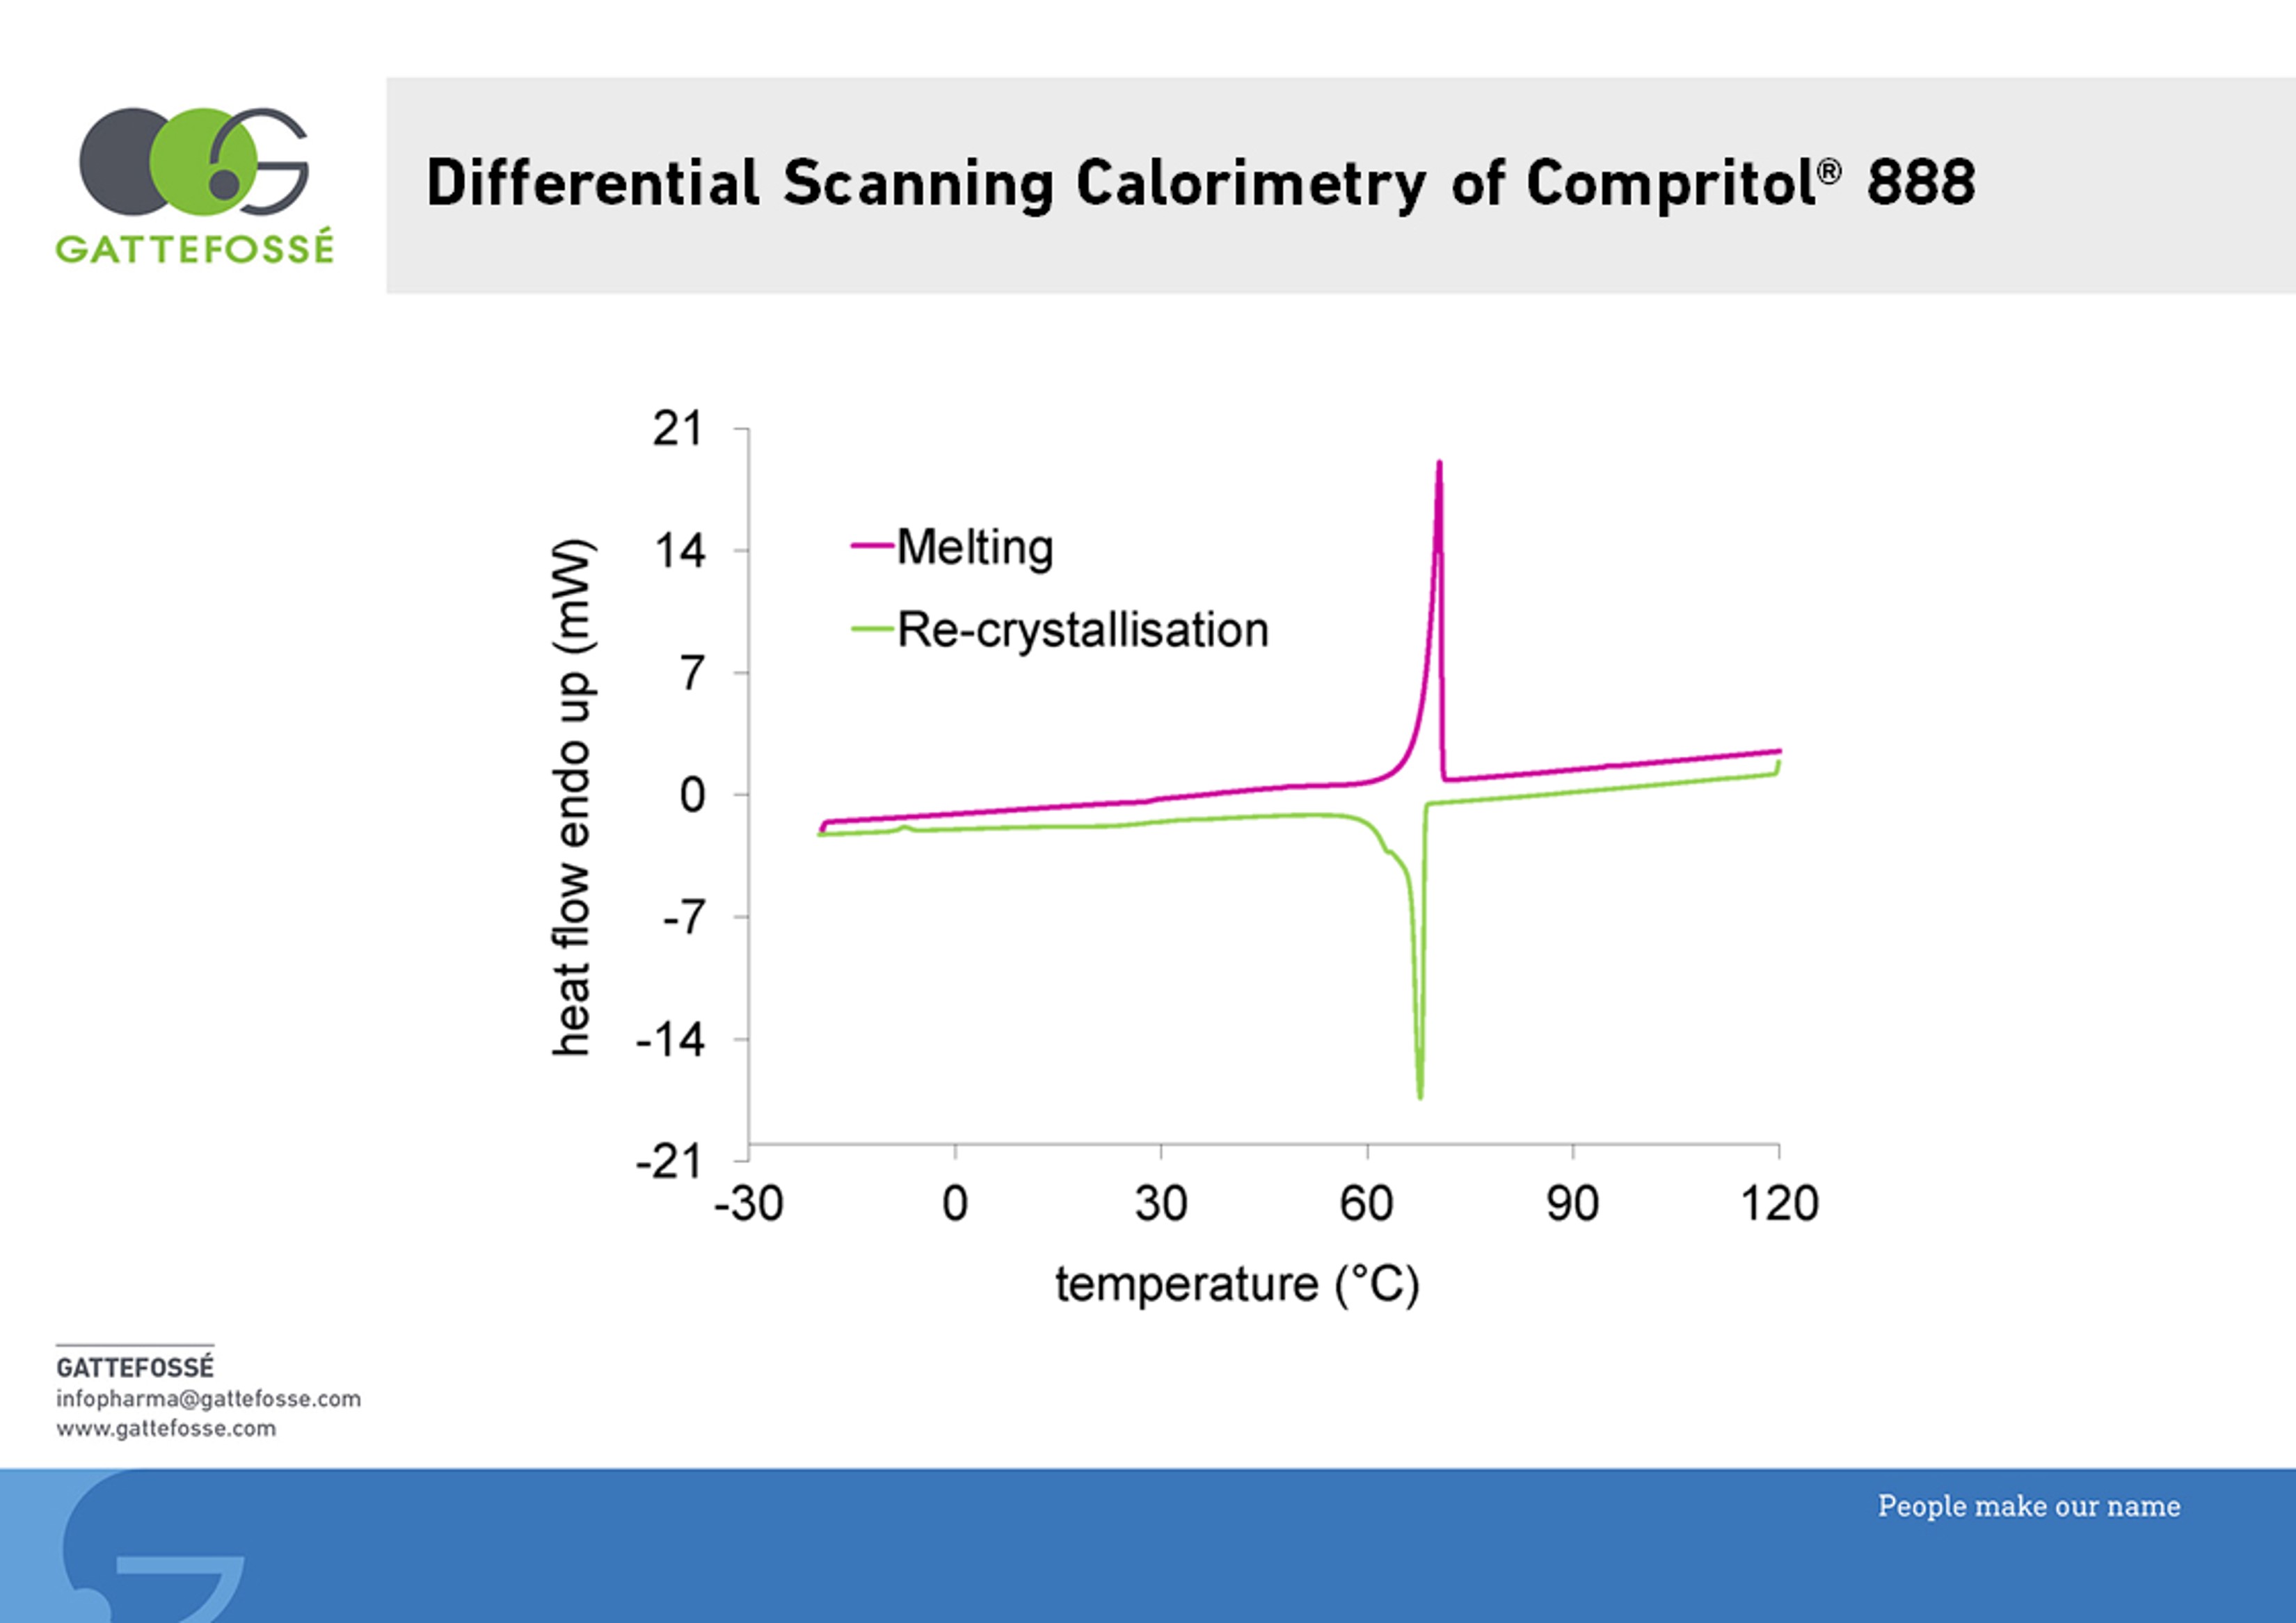 GATTEFOSSÉ
Differential Scanning Calorimetry of Compritol® 888
21
14
7
0
-7
-14
-21
heat flow endo up (mW)
Melting
Re-crystallisation
-30 0 30 60 90 120
temperature (°C)
GATTEFOSSÉ
infopharma@gattefosse.com
www.gattefosse.com
People make our name